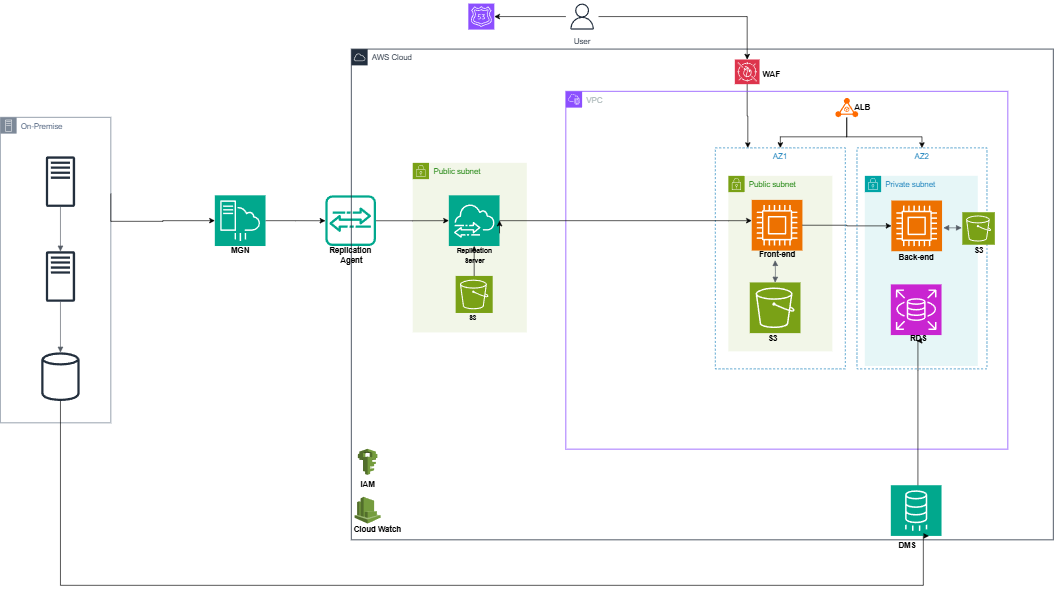 53
User
AWS Cloud
WAF
VPC
ALB
On-Premise
AZ1
AZ2
Public subnet
Public subnet
Private subnet
MGN
Replication
Agent
Replication
Server
Front-end
Back-end
S3
S3
S3
RDS
IAM
Cloud Watch
DMS